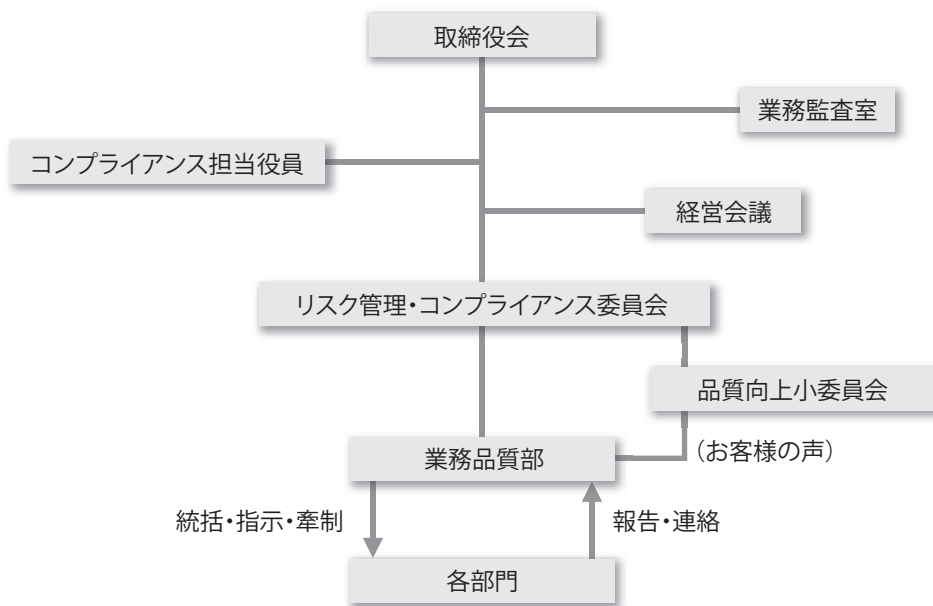 取締役会
業務監査室
コンプライアンス担当役員
経営会議
リスク管理・コンプライアンス委員会
品質向上小委員会
業務品質部
(お客様の声)
統括・指示・牽制
報告・連絡
各部門